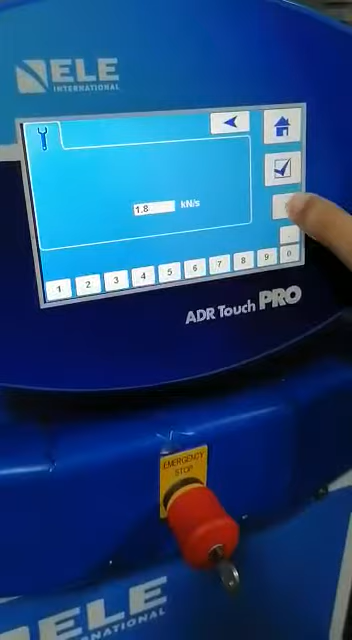 ELE
INTERNATIONAL
1.8 kN/s
1 2 3 4 5 6 7 8 9 0
ADR Touch PRO
EMERGENCY
STOP
ELE